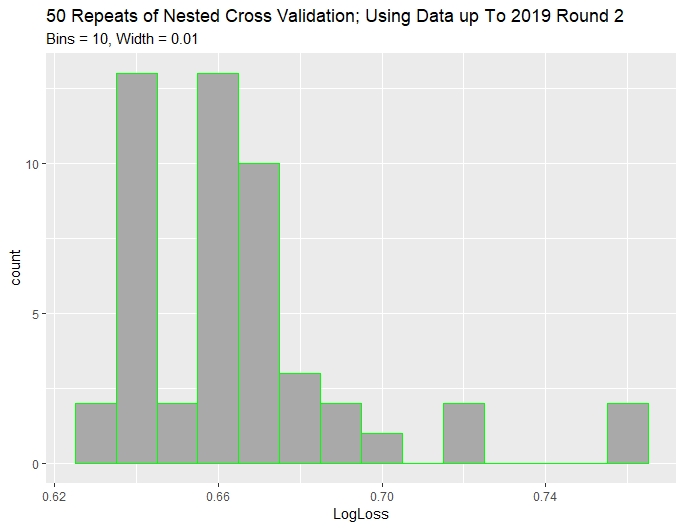 50 Repeats of Nested Cross Validation; Using Data up To 2019 Round 2
Bins = 10, Width = 0.01
count
10
5
0
0.62 0.66 0.70 0.74
LogLoss